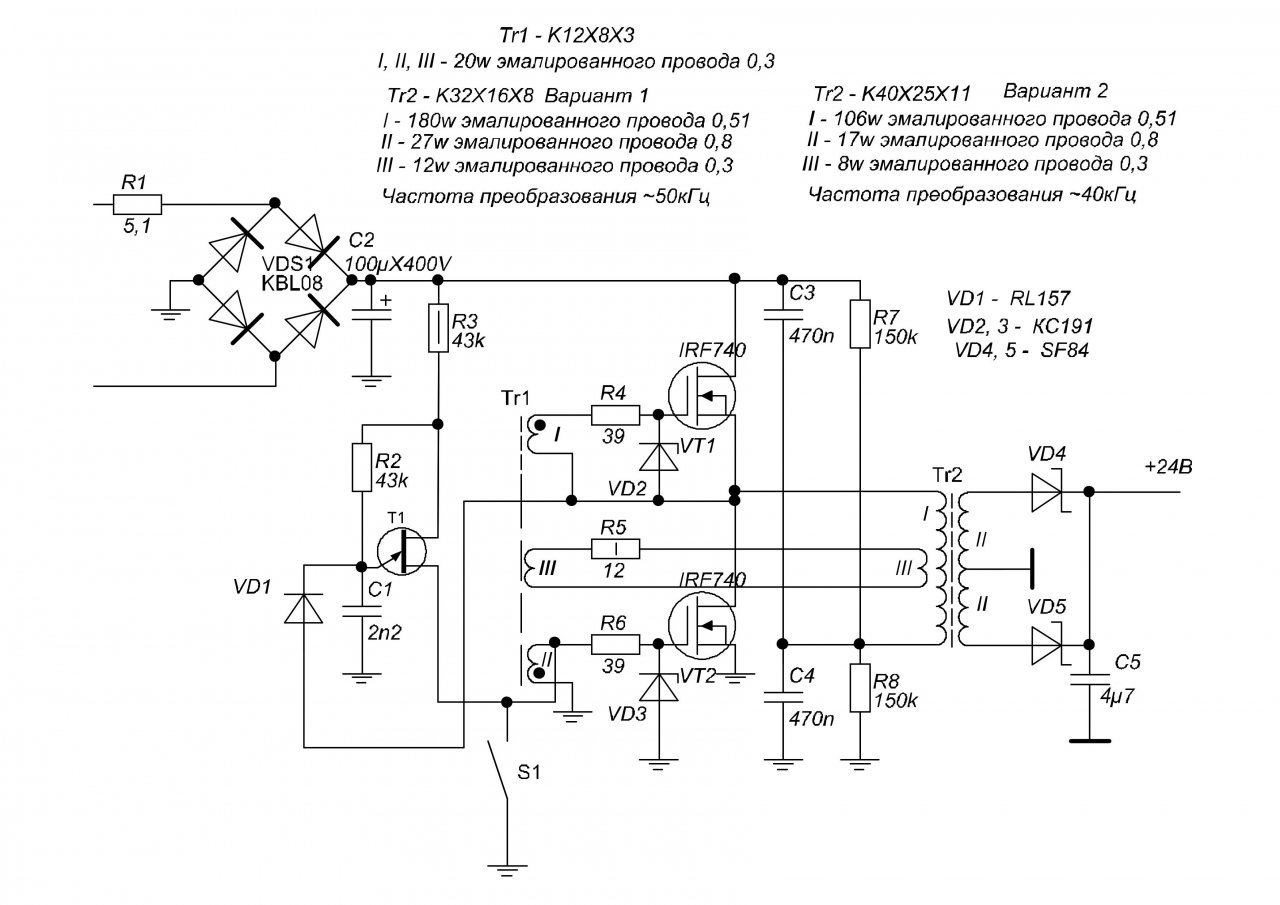 Tr1 - K12X8X3
I, II, III - 20w эмалированного провода 0,3
Tr2 - K32X16X8 Вариант 1
I - 180w эмалированного провода 0,51
II - 27w эмалированного провода 0,8
III - 12w эмалированного провода 0,3
Частота преобразования ~50кГц
Tr2 - K40X25X11 Вариант 2
I - 106w эмалированного провода 0,51
II - 17w эмалированного провода 0,8
III - 8w эмалированного провода 0,3
Частота преобразования ~40кГц
R1
5,1
VDS1
KBL08
C2
100µX400V
+
R3
43k
C3
470n
R7
150k
VD1 - RL157
VD2, 3 - KC191
VD4, 5 - SF84
IRF740
VT1
Tr1
I
R4
39
VD2
R2
43k
T1
VD1
C1
2n2
III
R5
12
III
IRF740
VT2
II
R6
39
VD3
S1
C4
470n
R8
150k
Tr2
I
II
II
VD4
+24В
VD5
C5
4µ7